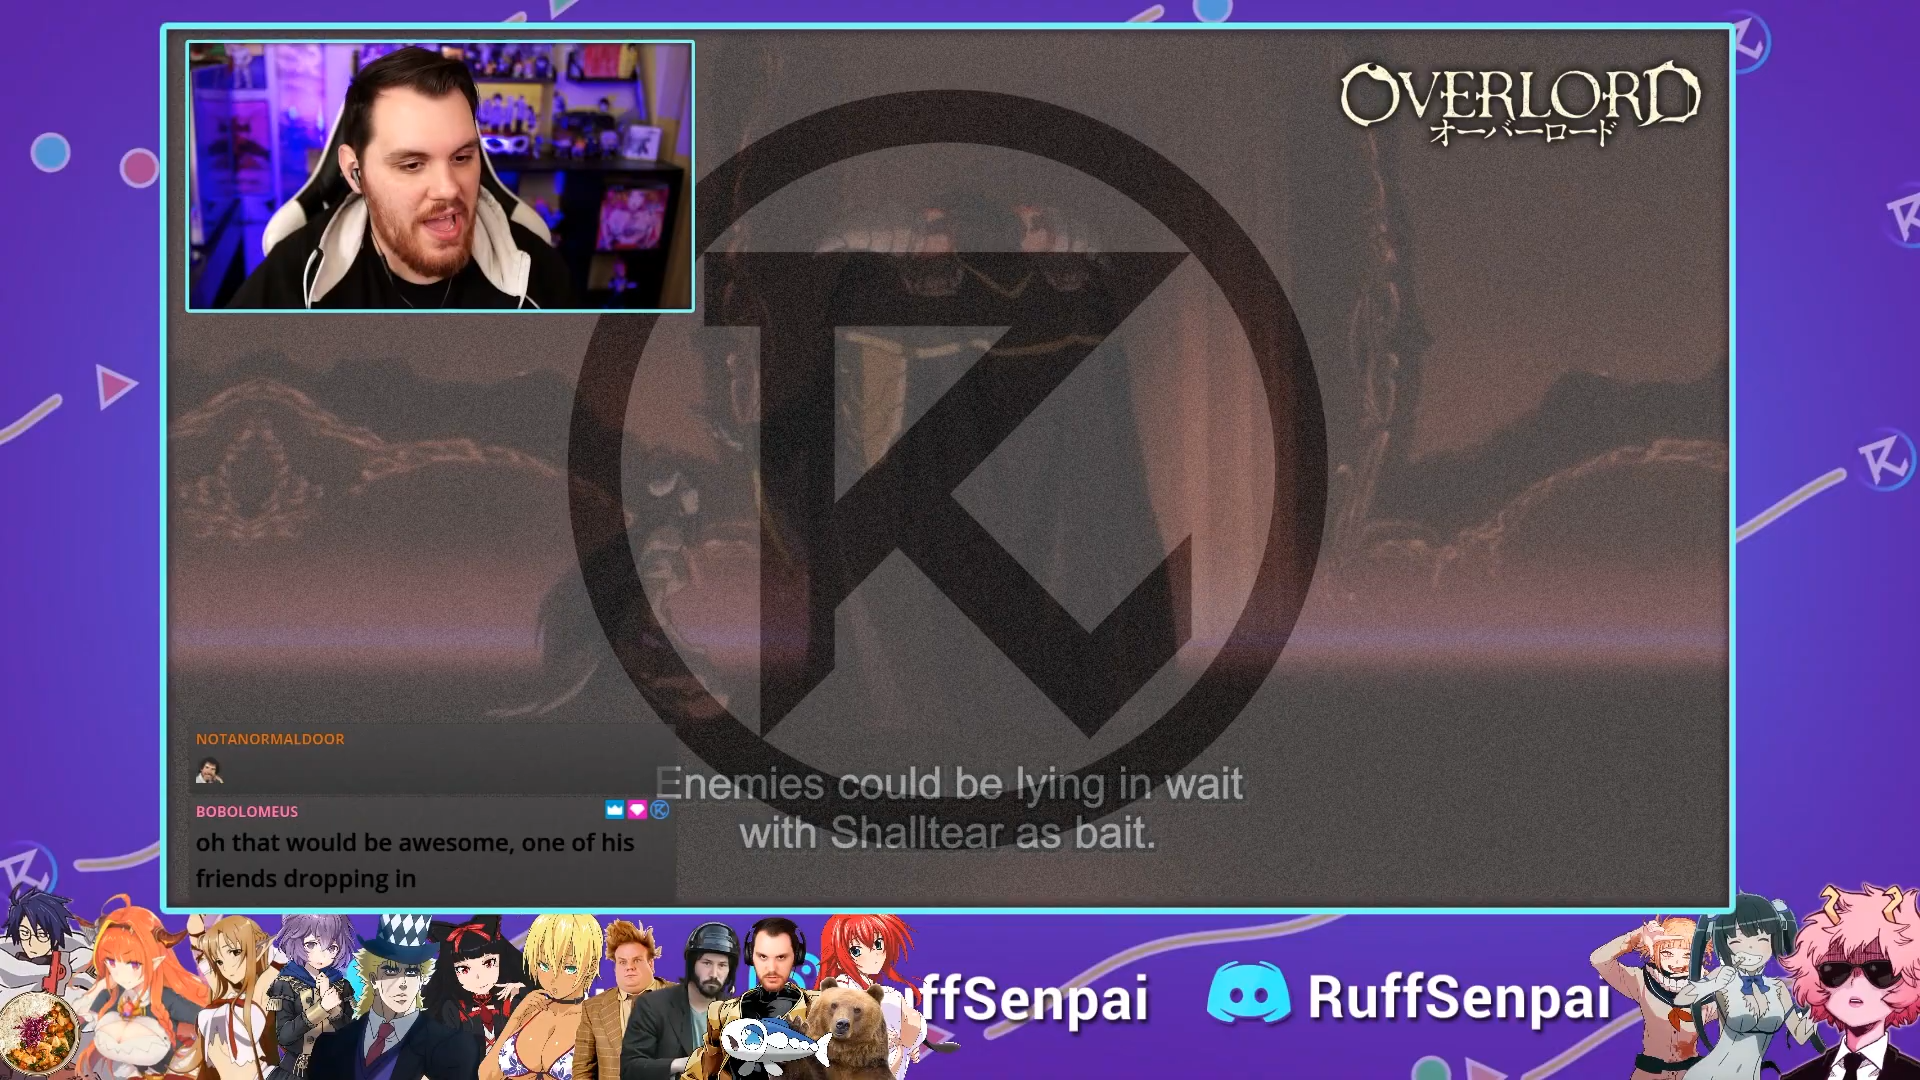 OVERLORD
オーバーロード
NOTANORMALDOOR
BOBOLOMEUS
oh that would be awesome, one of his
friends dropping in
Enemies could be lying in wait
with Shalltear as bait.
ffSenpai
RuffSenpai